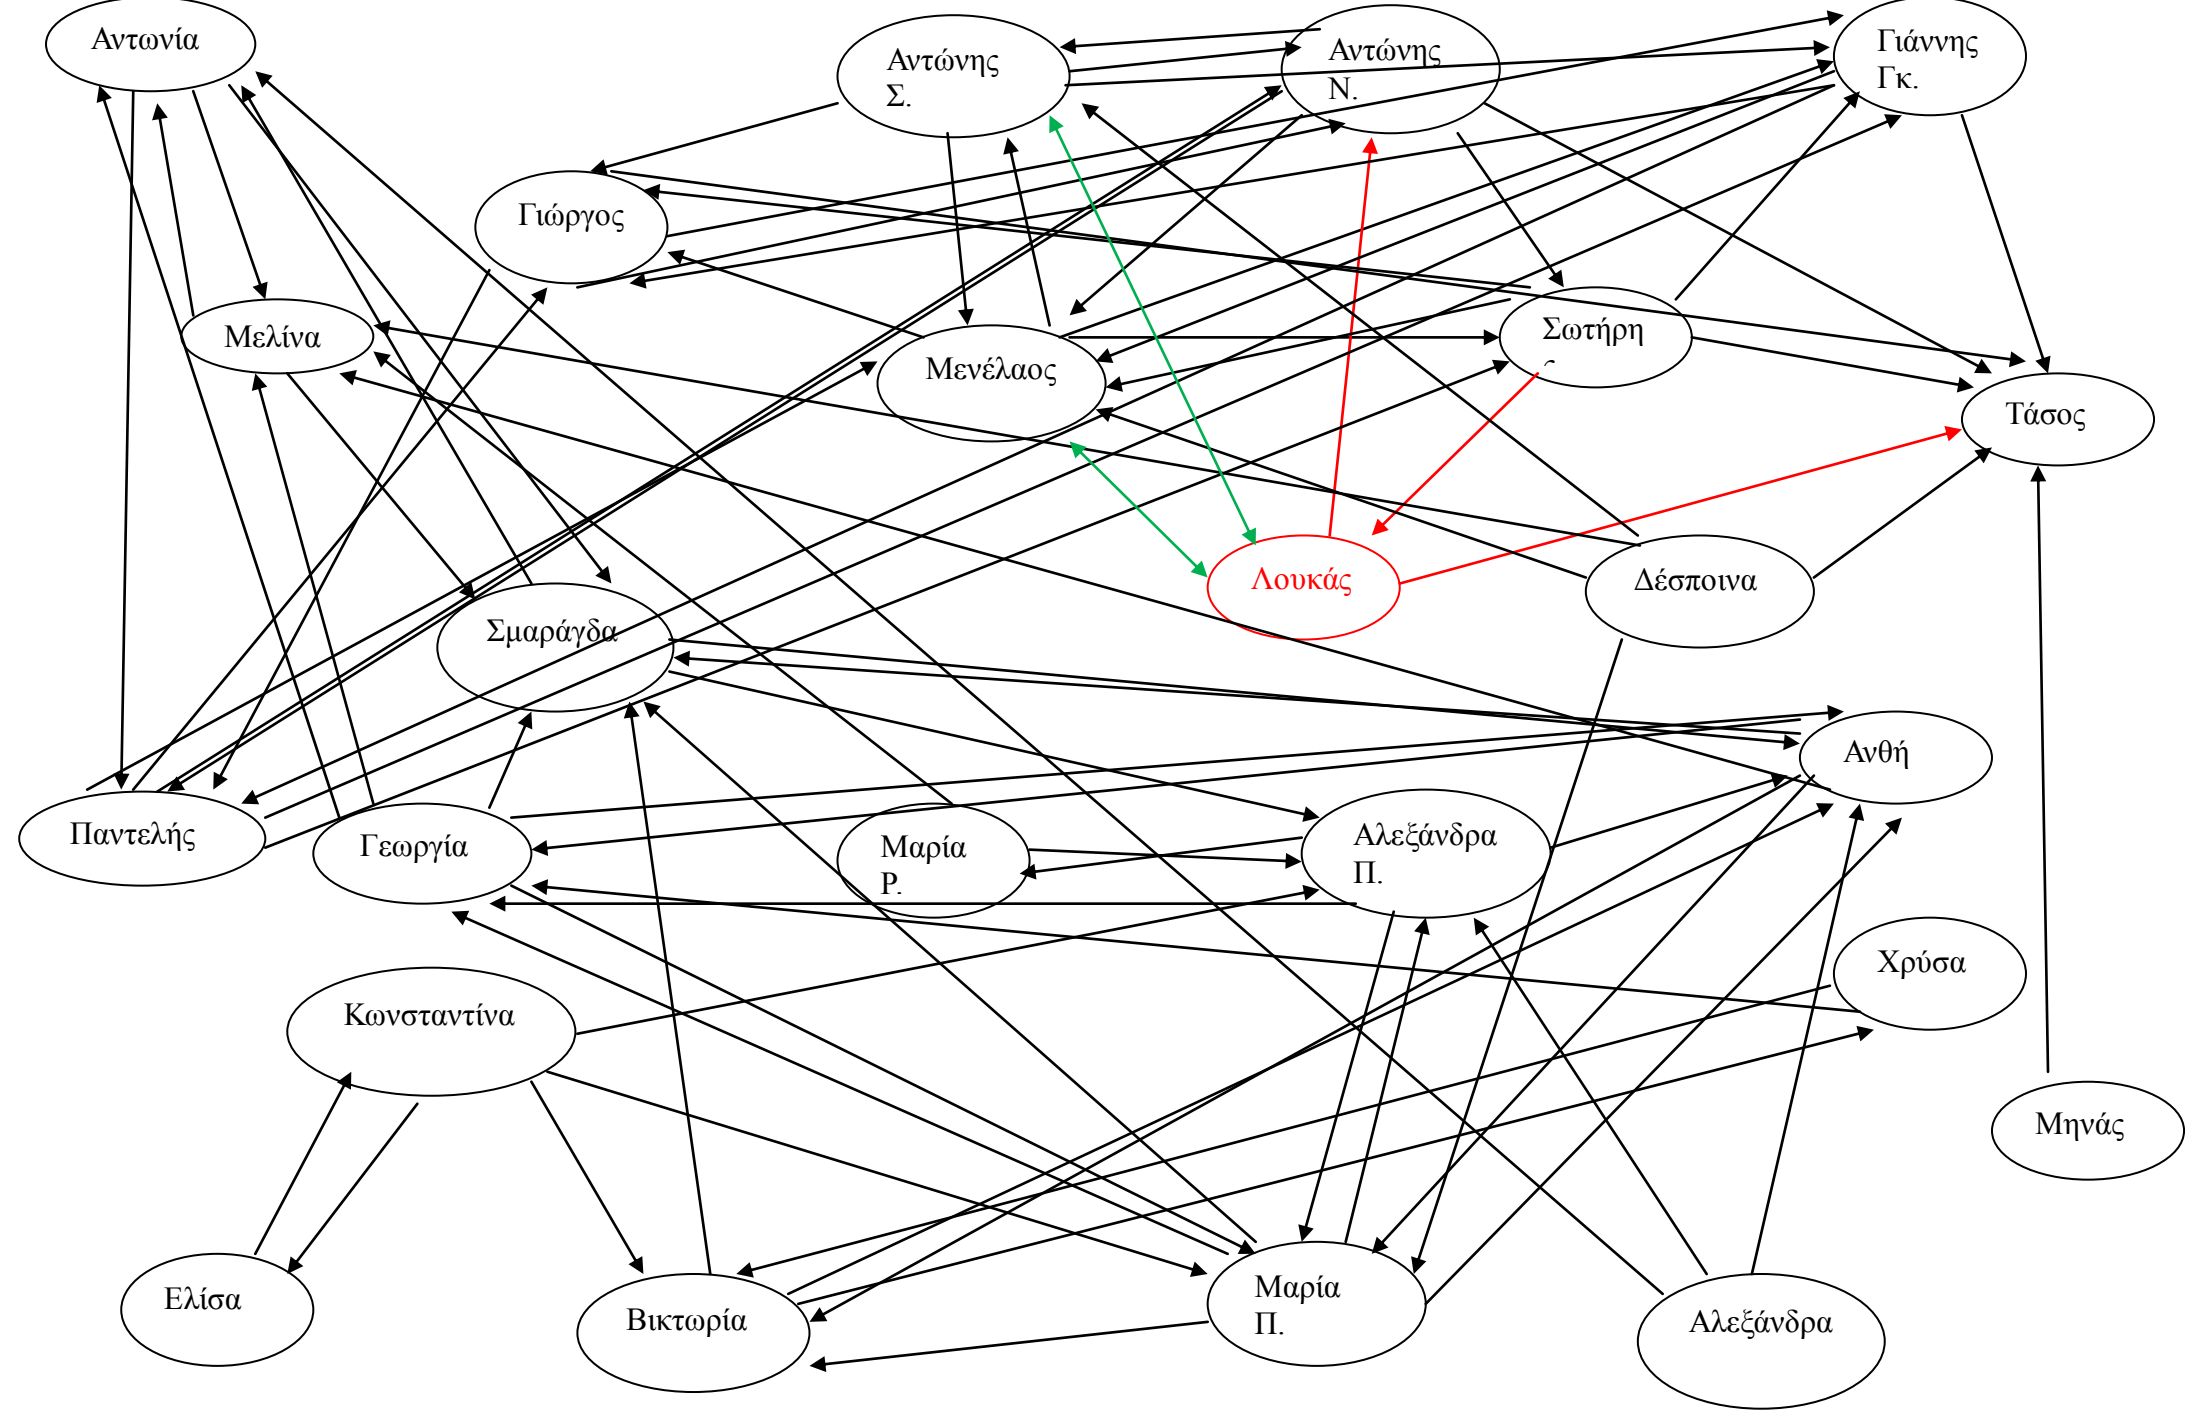 Αντωνία
Αντώνης
Σ.
Αντώνης
Ν.
Γιάννης
Γκ.
Γιώργος
Μελίνα
Μενέλαος
Σωτήρη
ς
Τάσος
Λουκάς
Δέσποινα
Σμαράγδα
Ανθή
Παντελής
Γεωργία
Μαρία
Ρ.
Αλεξάνδρα
Π.
Χρύσα
Κωνσταντίνα
Μηνάς
Ελίσα
Βικτωρία
Μαρία
Π.
Αλεξάνδρα